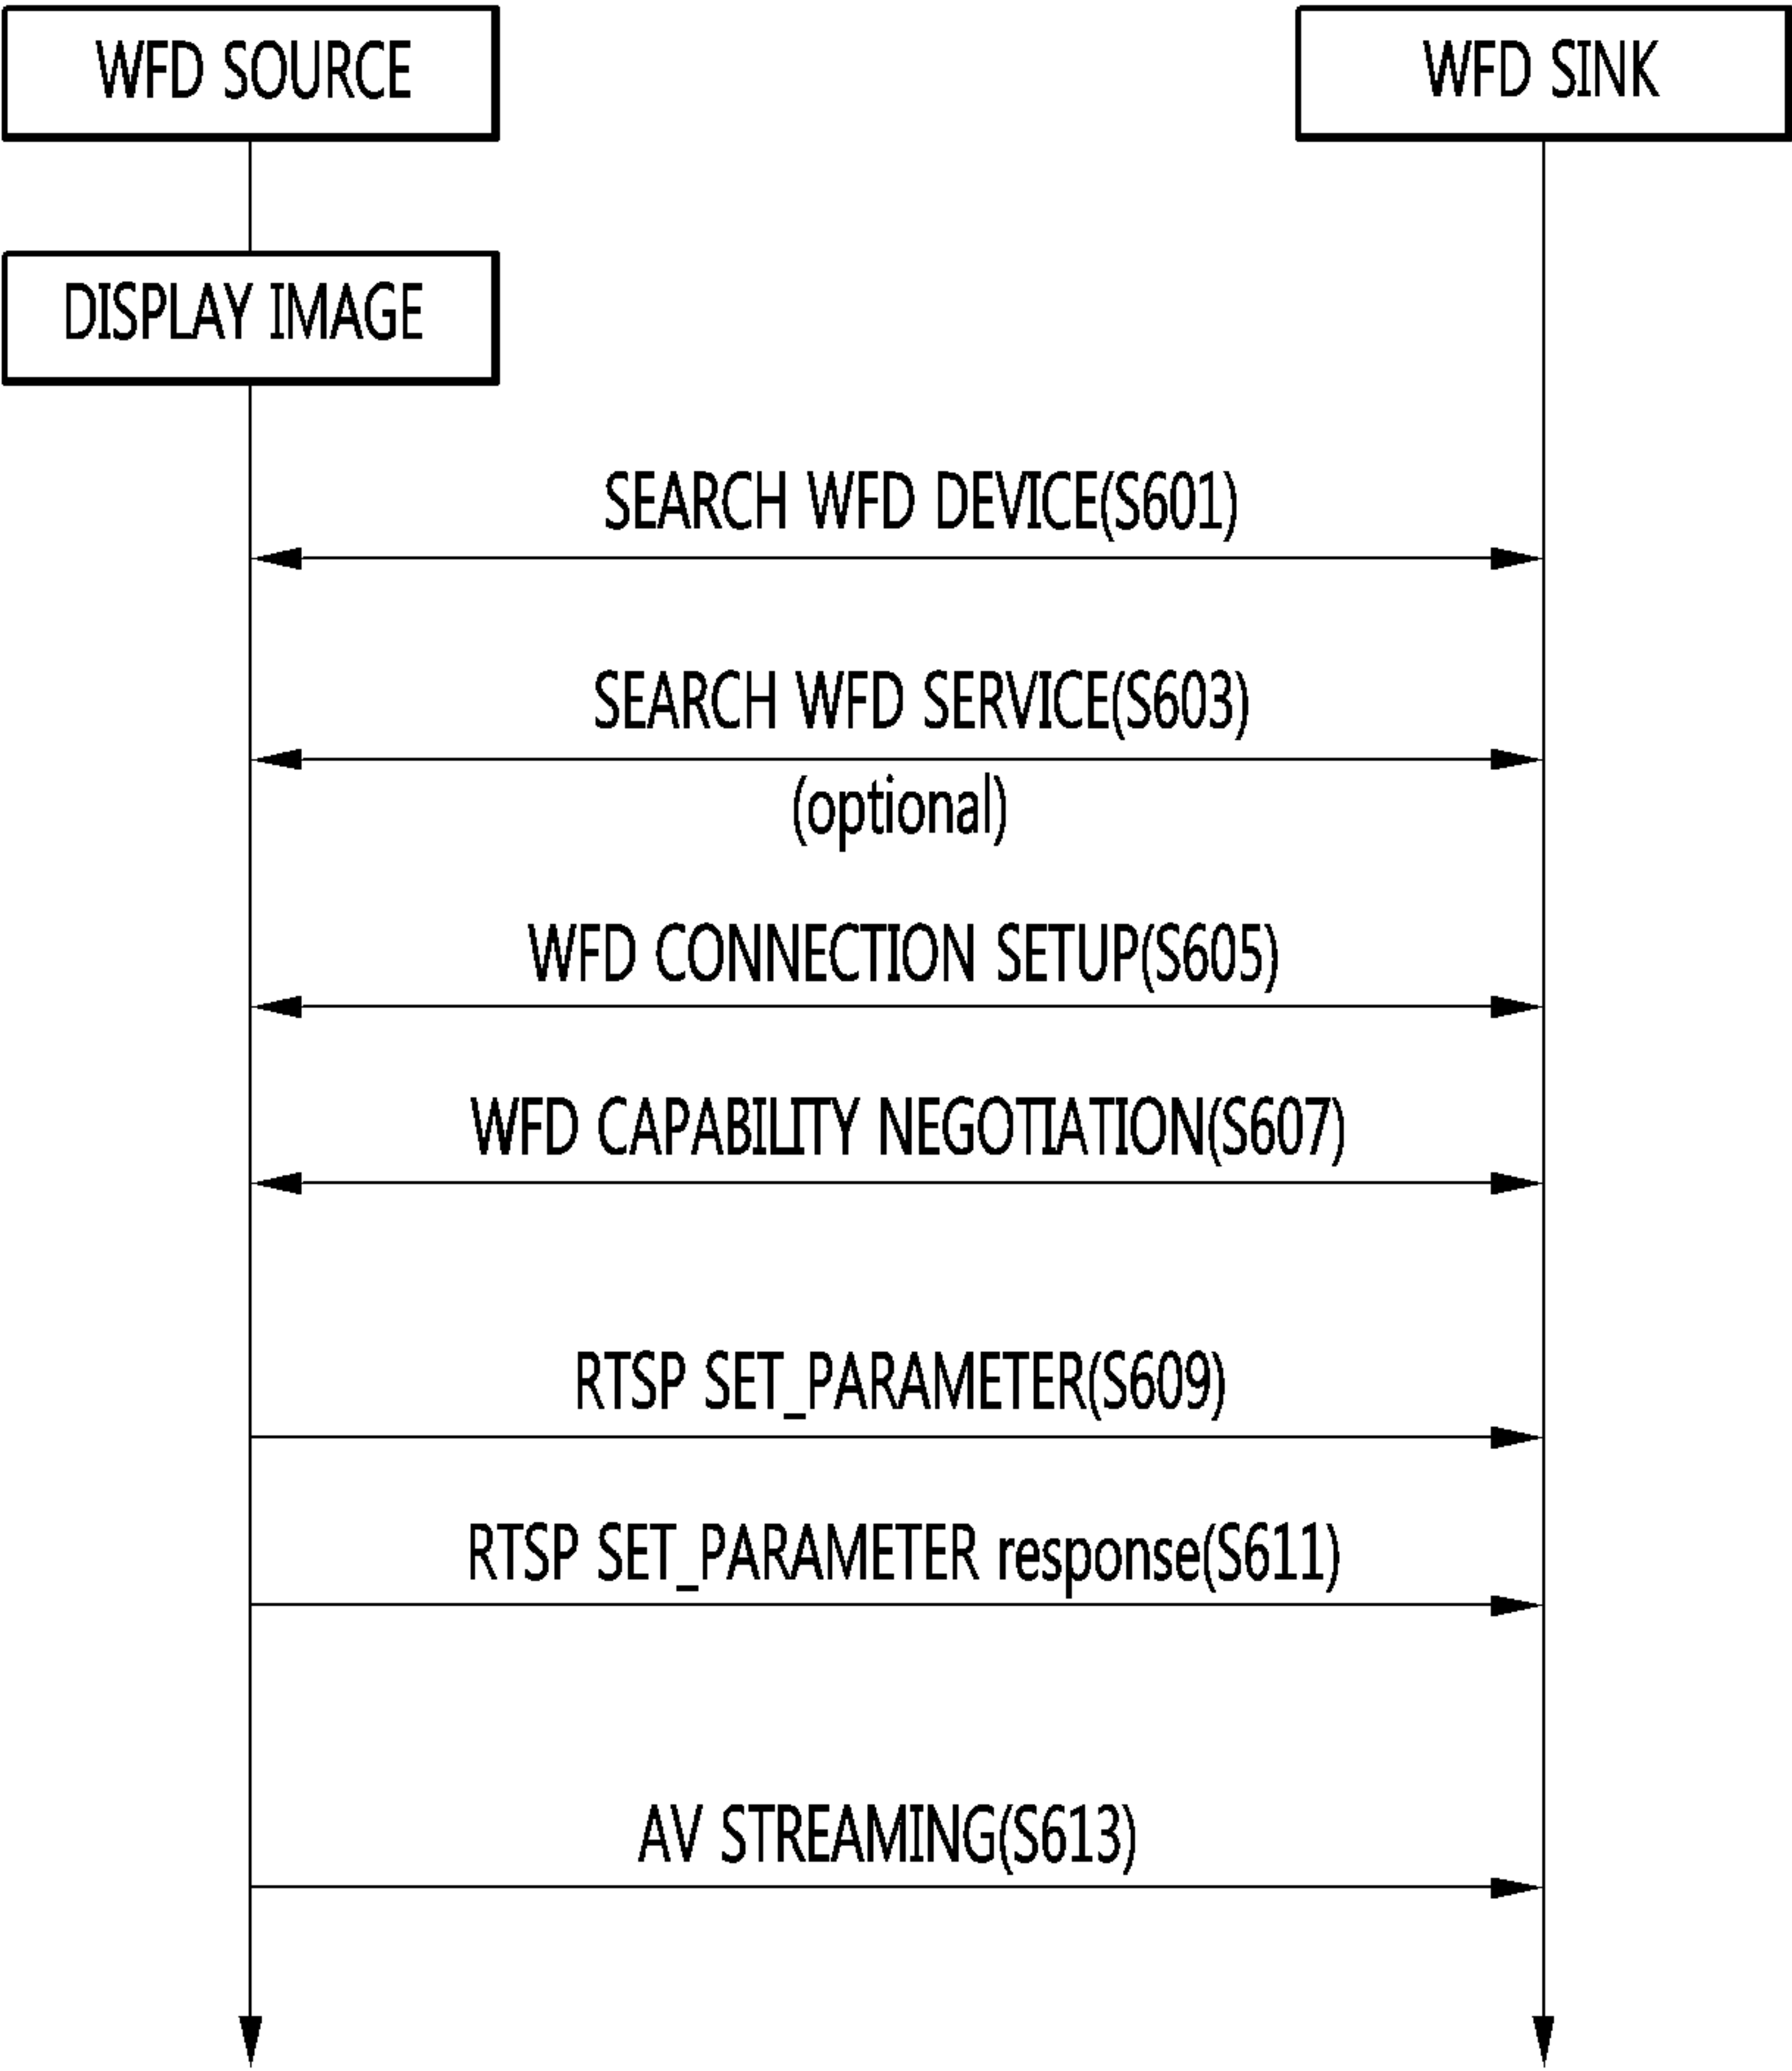 WFD SOURCE
WFD SINK
DISPLAY IMAGE
SEARCH WFD DEVICE(S601)
SEARCH WFD SERVICE(S603)
(optional)
WFD CONNECTION SETUP(S605)
WFD CAPABILITY NEGOTIATION(S607)
RTSP SET_PARAMETER(S609)
RTSP SET_PARAMETER response(S611)
AV STREAMING(S613)